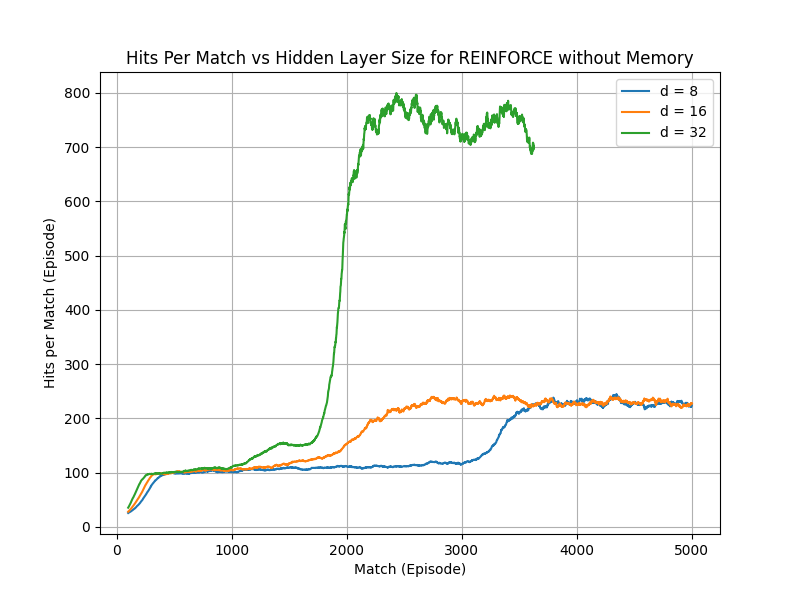 Hits Per Match vs Hidden Layer Size for REINFORCE without Memory
d = 8
d = 16
d = 32
800
700
600
500
400
300
200
100
0
Hits per Match (Episode)
0 1000 2000 3000 4000 5000
Match (Episode)